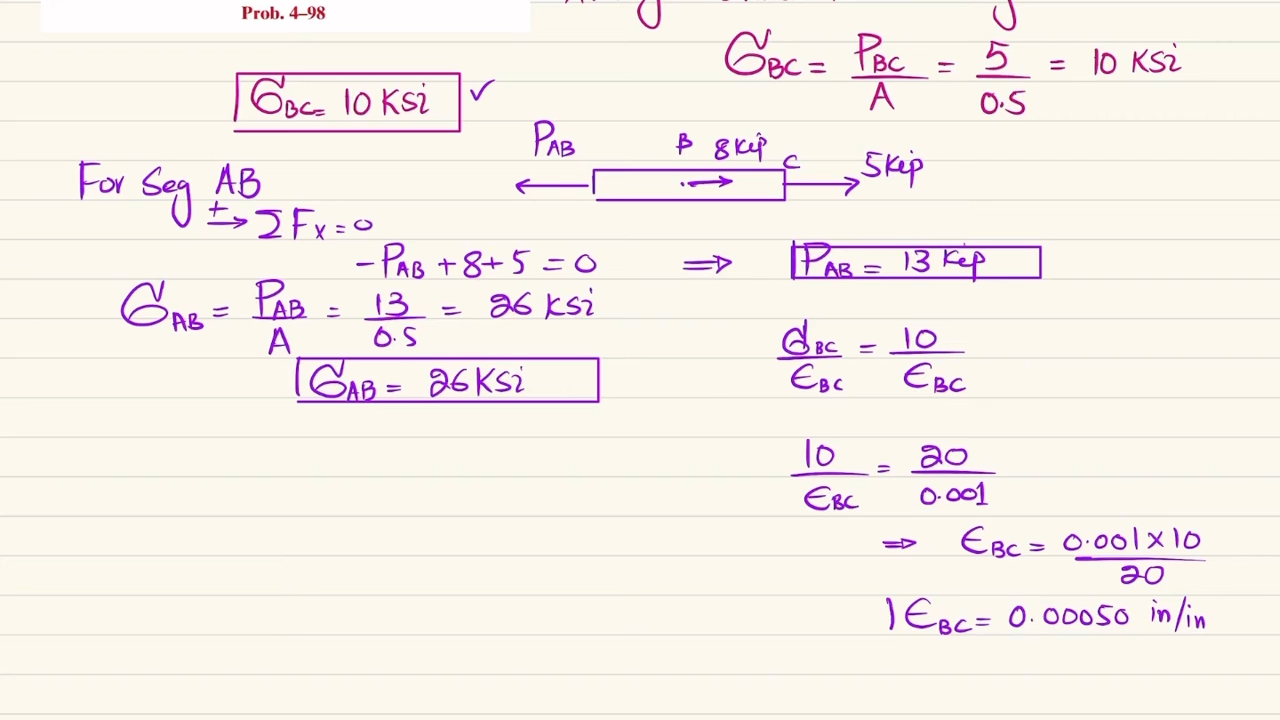 Prob. 4–98
σBC = PBC / A = 5 / 0.5 = 10 Ksi
σBC = 10 Ksi ✓
PAB B 8 Kip C 5 Kip
For Seg AB
+→ ΣFx = 0
-PAB + 8 + 5 = 0 ⇒ PAB = 13 Kip
σAB = PAB / A = 13 / 0.5 = 26 Ksi
σAB = 26 Ksi
σBC / ϵBC = 10 / ϵBC
10 / ϵBC = 20 / 0.001
⇒ ϵBC = 0.001 × 10 / 20
ϵBC = 0.00050 in/in